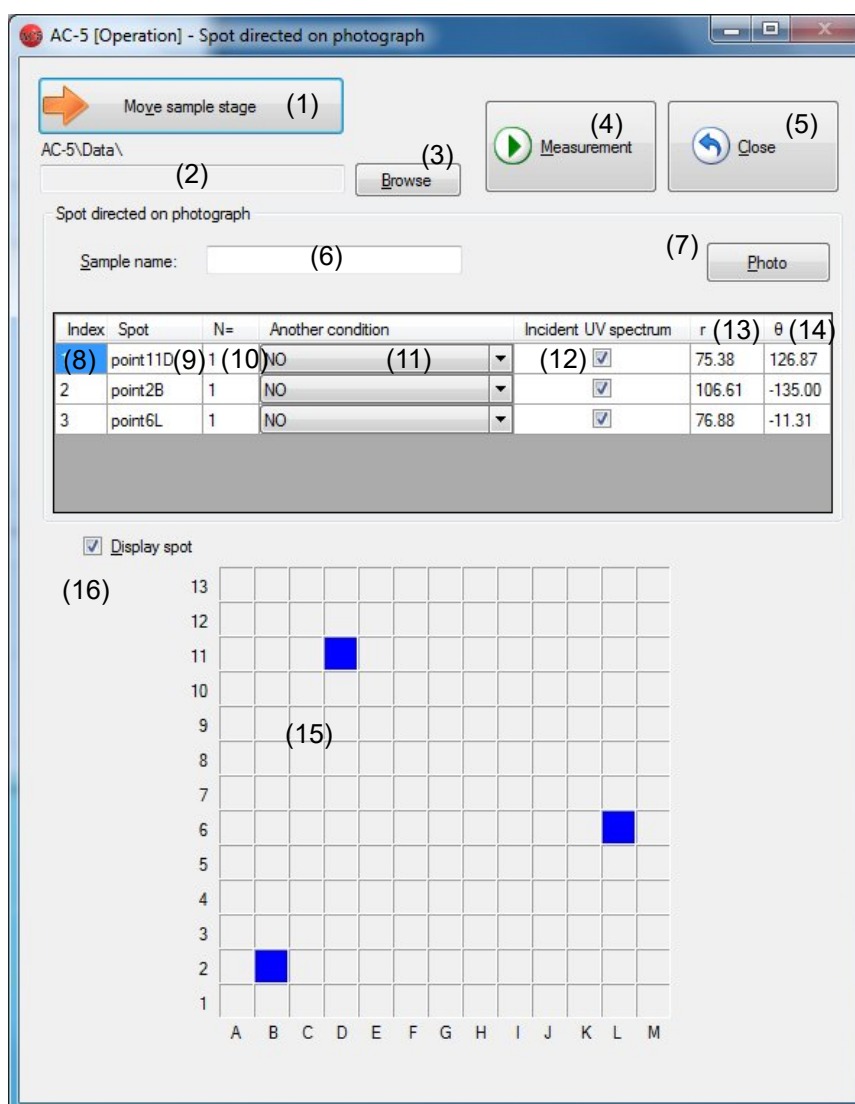 AC-5 [Operation] - Spot directed on photograph
Move sample stage (1)
(4) Measurement
(5) Close
AC-5\Data\
(2)
(3) Browse
Spot directed on photograph
Sample name: (6)
(7) Photo
Index Spot N= Another condition Incident UV spectrum r (13) θ (14)
(8) point11D (9) 1 (10) NO (11) (12) 75.38 126.87
2 point2B 1 NO 106.61 -135.00
3 point6L 1 NO 76.88 -11.31
Display spot
(16)
13
12
11
10
9
(15)
8
7
6
5
4
3
2
1
A B C D E F G H I J K L M